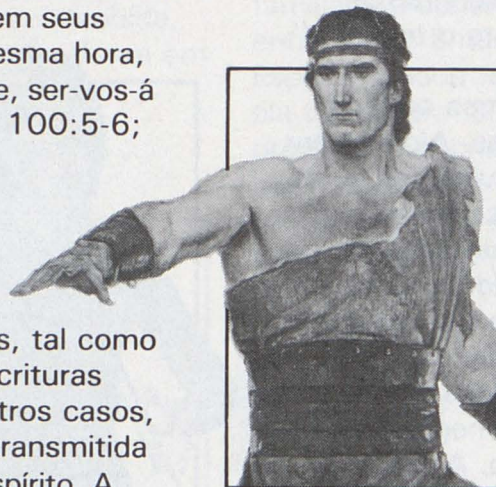 em seus
esma hora,
e, ser-vos-á
100:5-6;
s, tal como
crituras
tros casos,
ransmitida
spírito. A